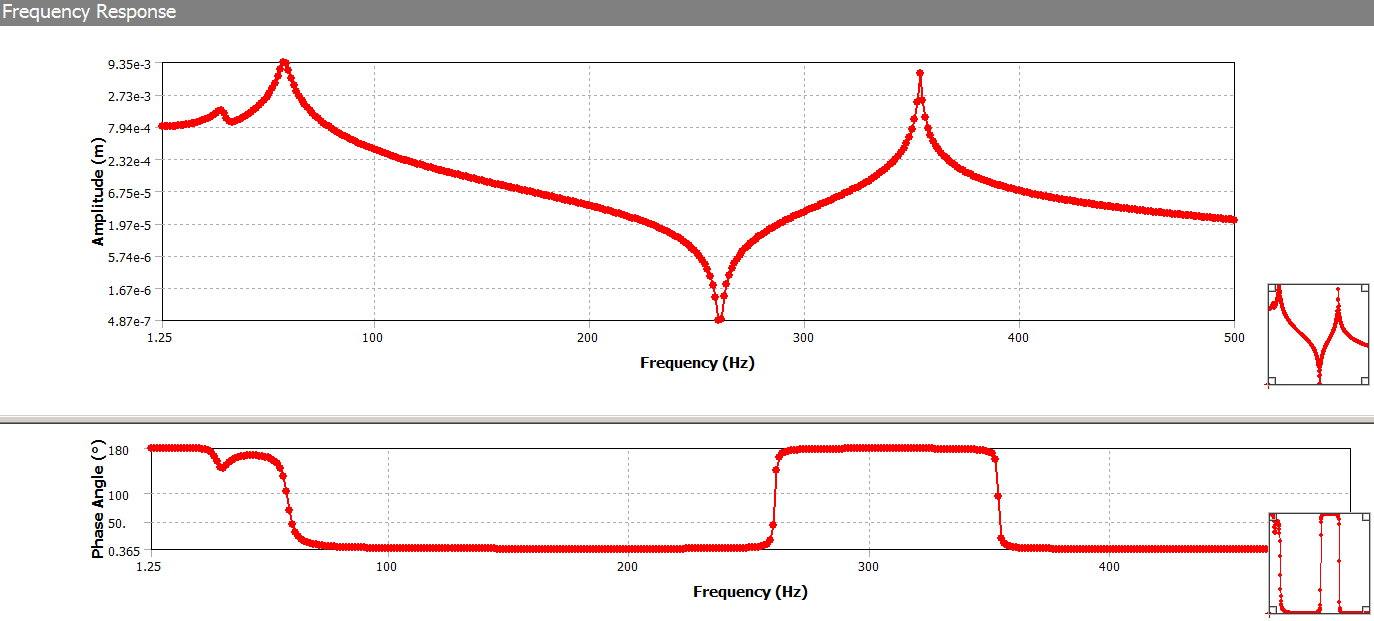 Frequency Response
9.35e-3
2.73e-3
7.94e-4
2.32e-4
6.75e-5
1.97e-5
5.74e-6
1.67e-6
4.87e-7
Amplitude (m)
1.25 100 200 300 400 500
Frequency (Hz)
180
100
50.
0.365
Phase Angle (°)
1.25 100 200 300 400
Frequency (Hz)